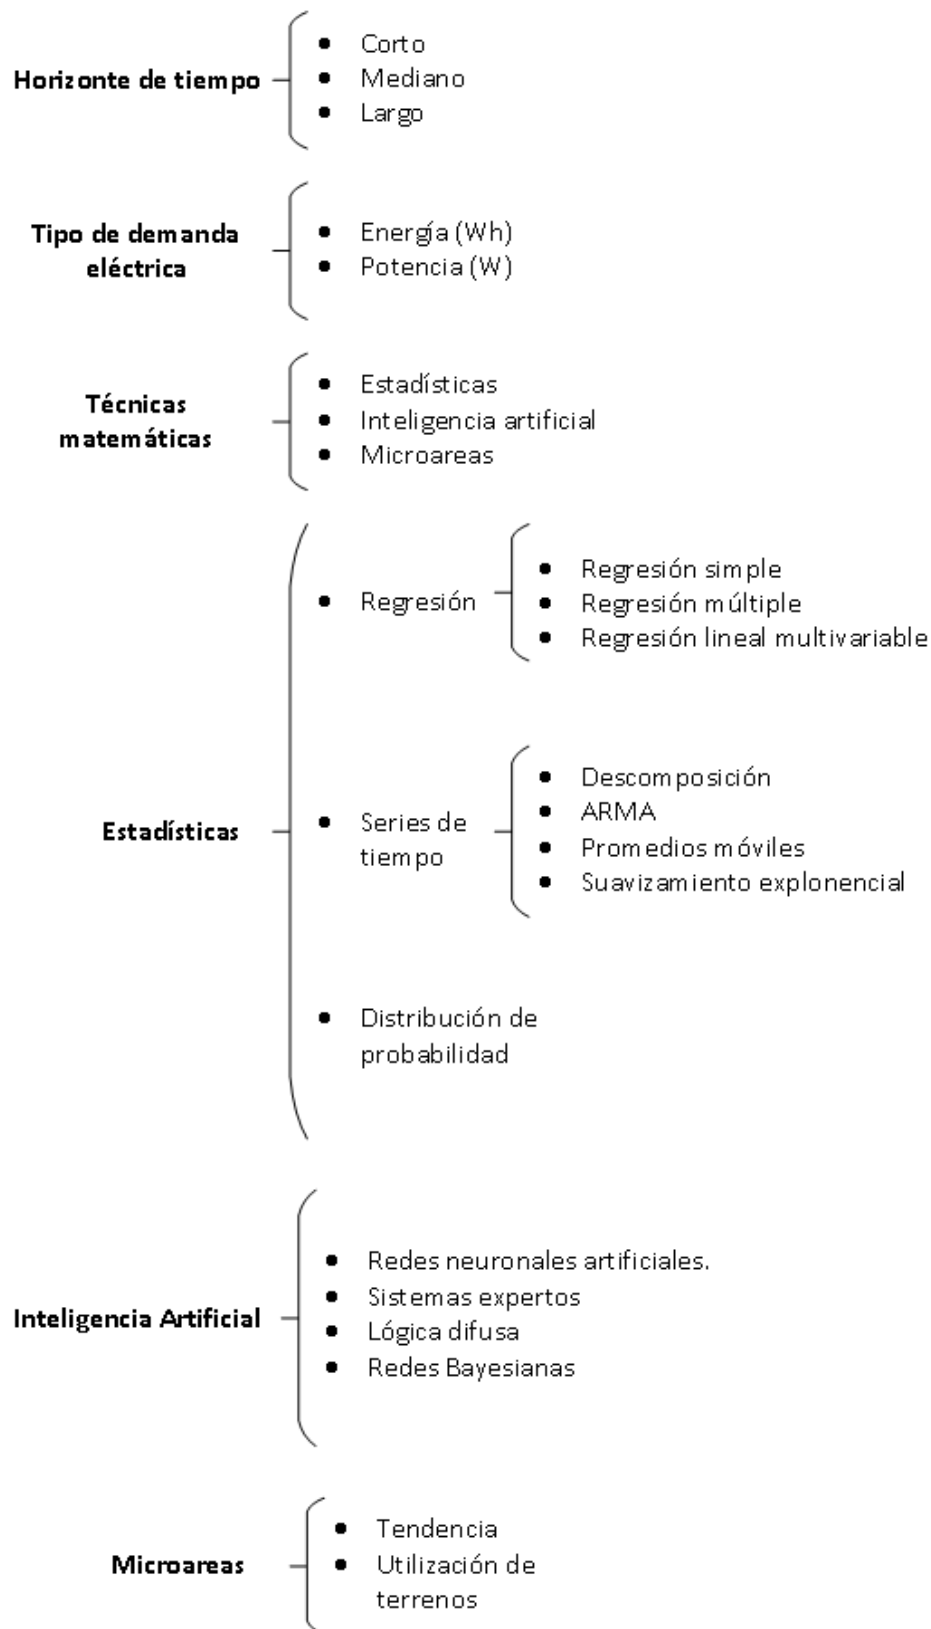 Horizonte de tiempo
Corto
Mediano
Largo
Tipo de demanda
eléctrica
Energía (Wh)
Potencia (W)
Técnicas
matemáticas
Estadísticas
Inteligencia artificial
Microareas
Estadísticas
Regresión
Regresión simple
Regresión múltiple
Regresión lineal multivariable
Series de
tiempo
Descomposición
ARMA
Promedios móviles
Suavizamiento explonencial
Distribución de
probabilidad
Inteligencia Artificial
Redes neuronales artificiales.
Sistemas expertos
Lógica difusa
Redes Bayesianas
Microareas
Tendencia
Utilización de
terrenos